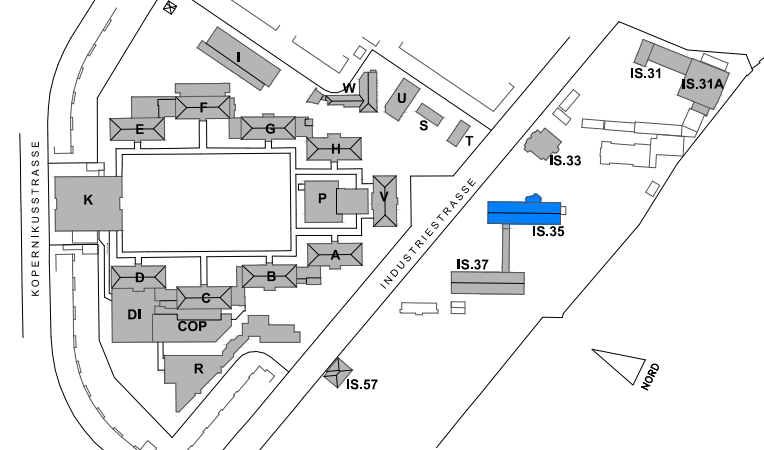 I
IS.31
IS.31A
W
U
S
T
F
E
G
H
IS.33
K
P
V
KOPERNIKUSSTRASSE
INDUSTRIESTRASSE
IS.35
A
IS.37
D
B
C
DI
COP
R
IS.57
NORD